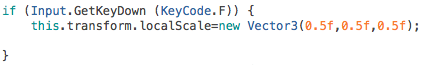 if (Input.GetKeyDown (KeyCode.F)) {
    this.transform.localScale=new Vector3(0.5f,0.5f,0.5f);
}